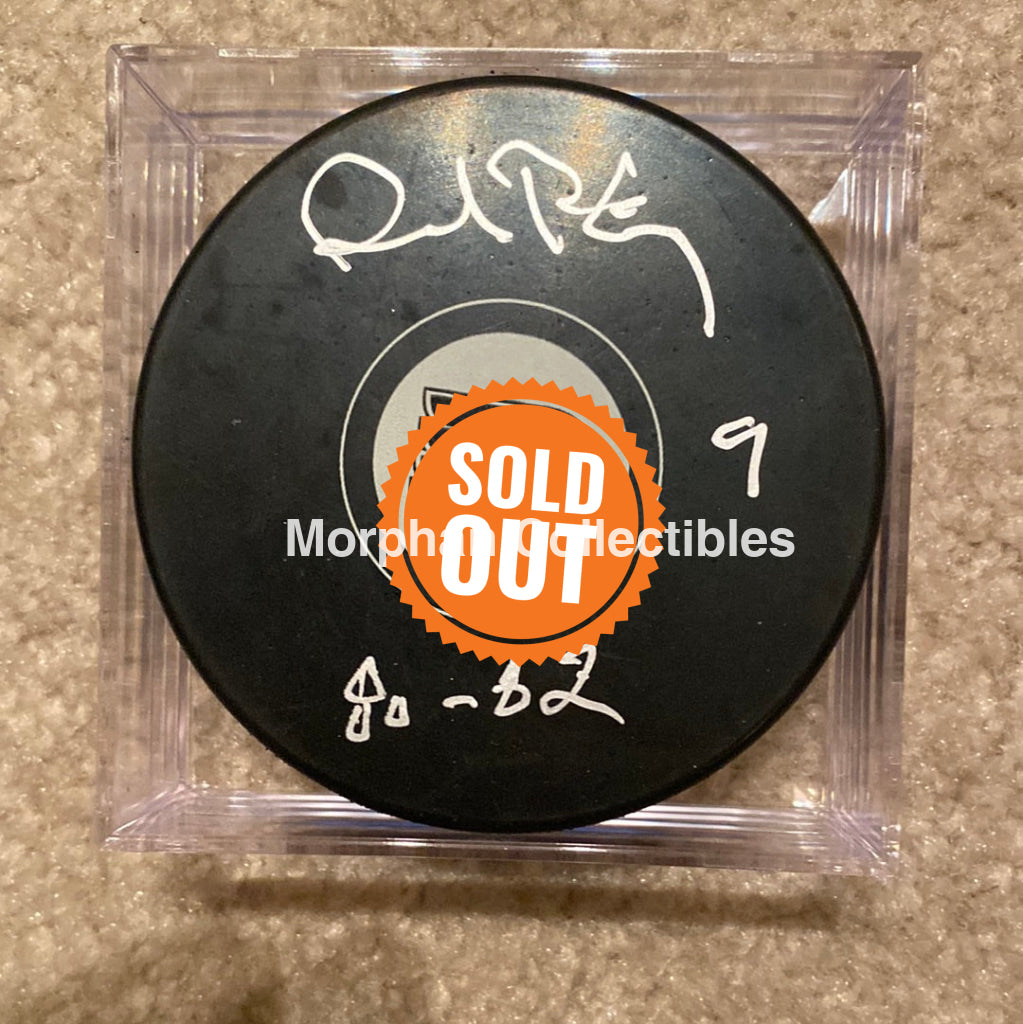 9
SOLD
OUT
Morphan Collectibles
80-82